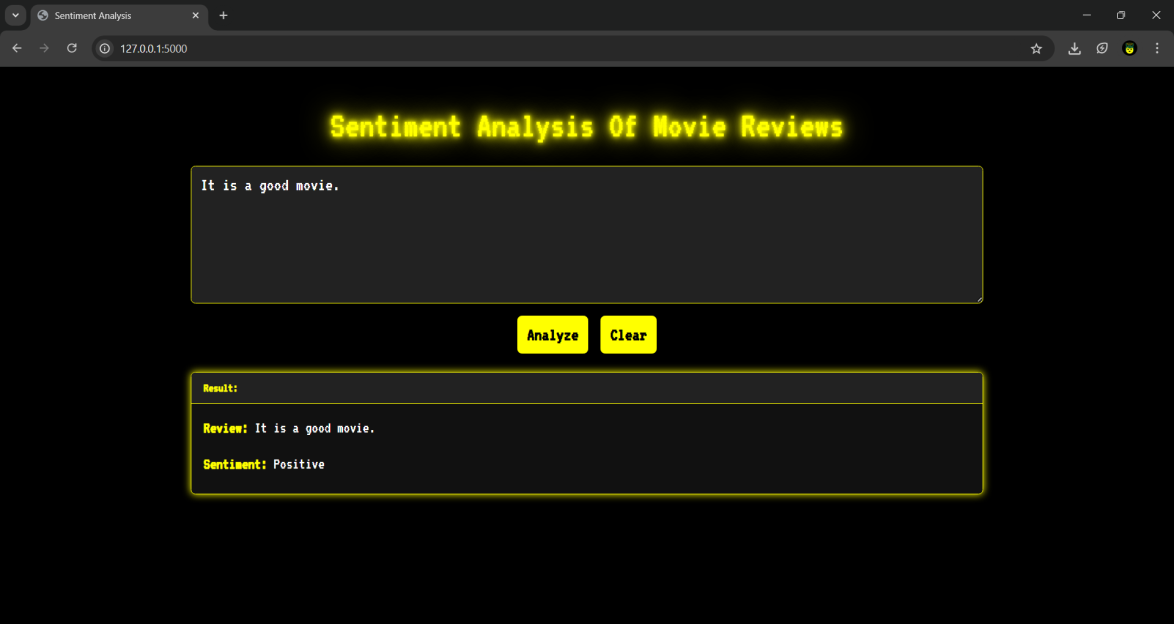 Sentiment Analysis
127.0.0.1:5000
Sentiment Analysis Of Movie Reviews
It is a good movie.
Analyze Clear
Result:
Review: It is a good movie.
Sentiment: Positive